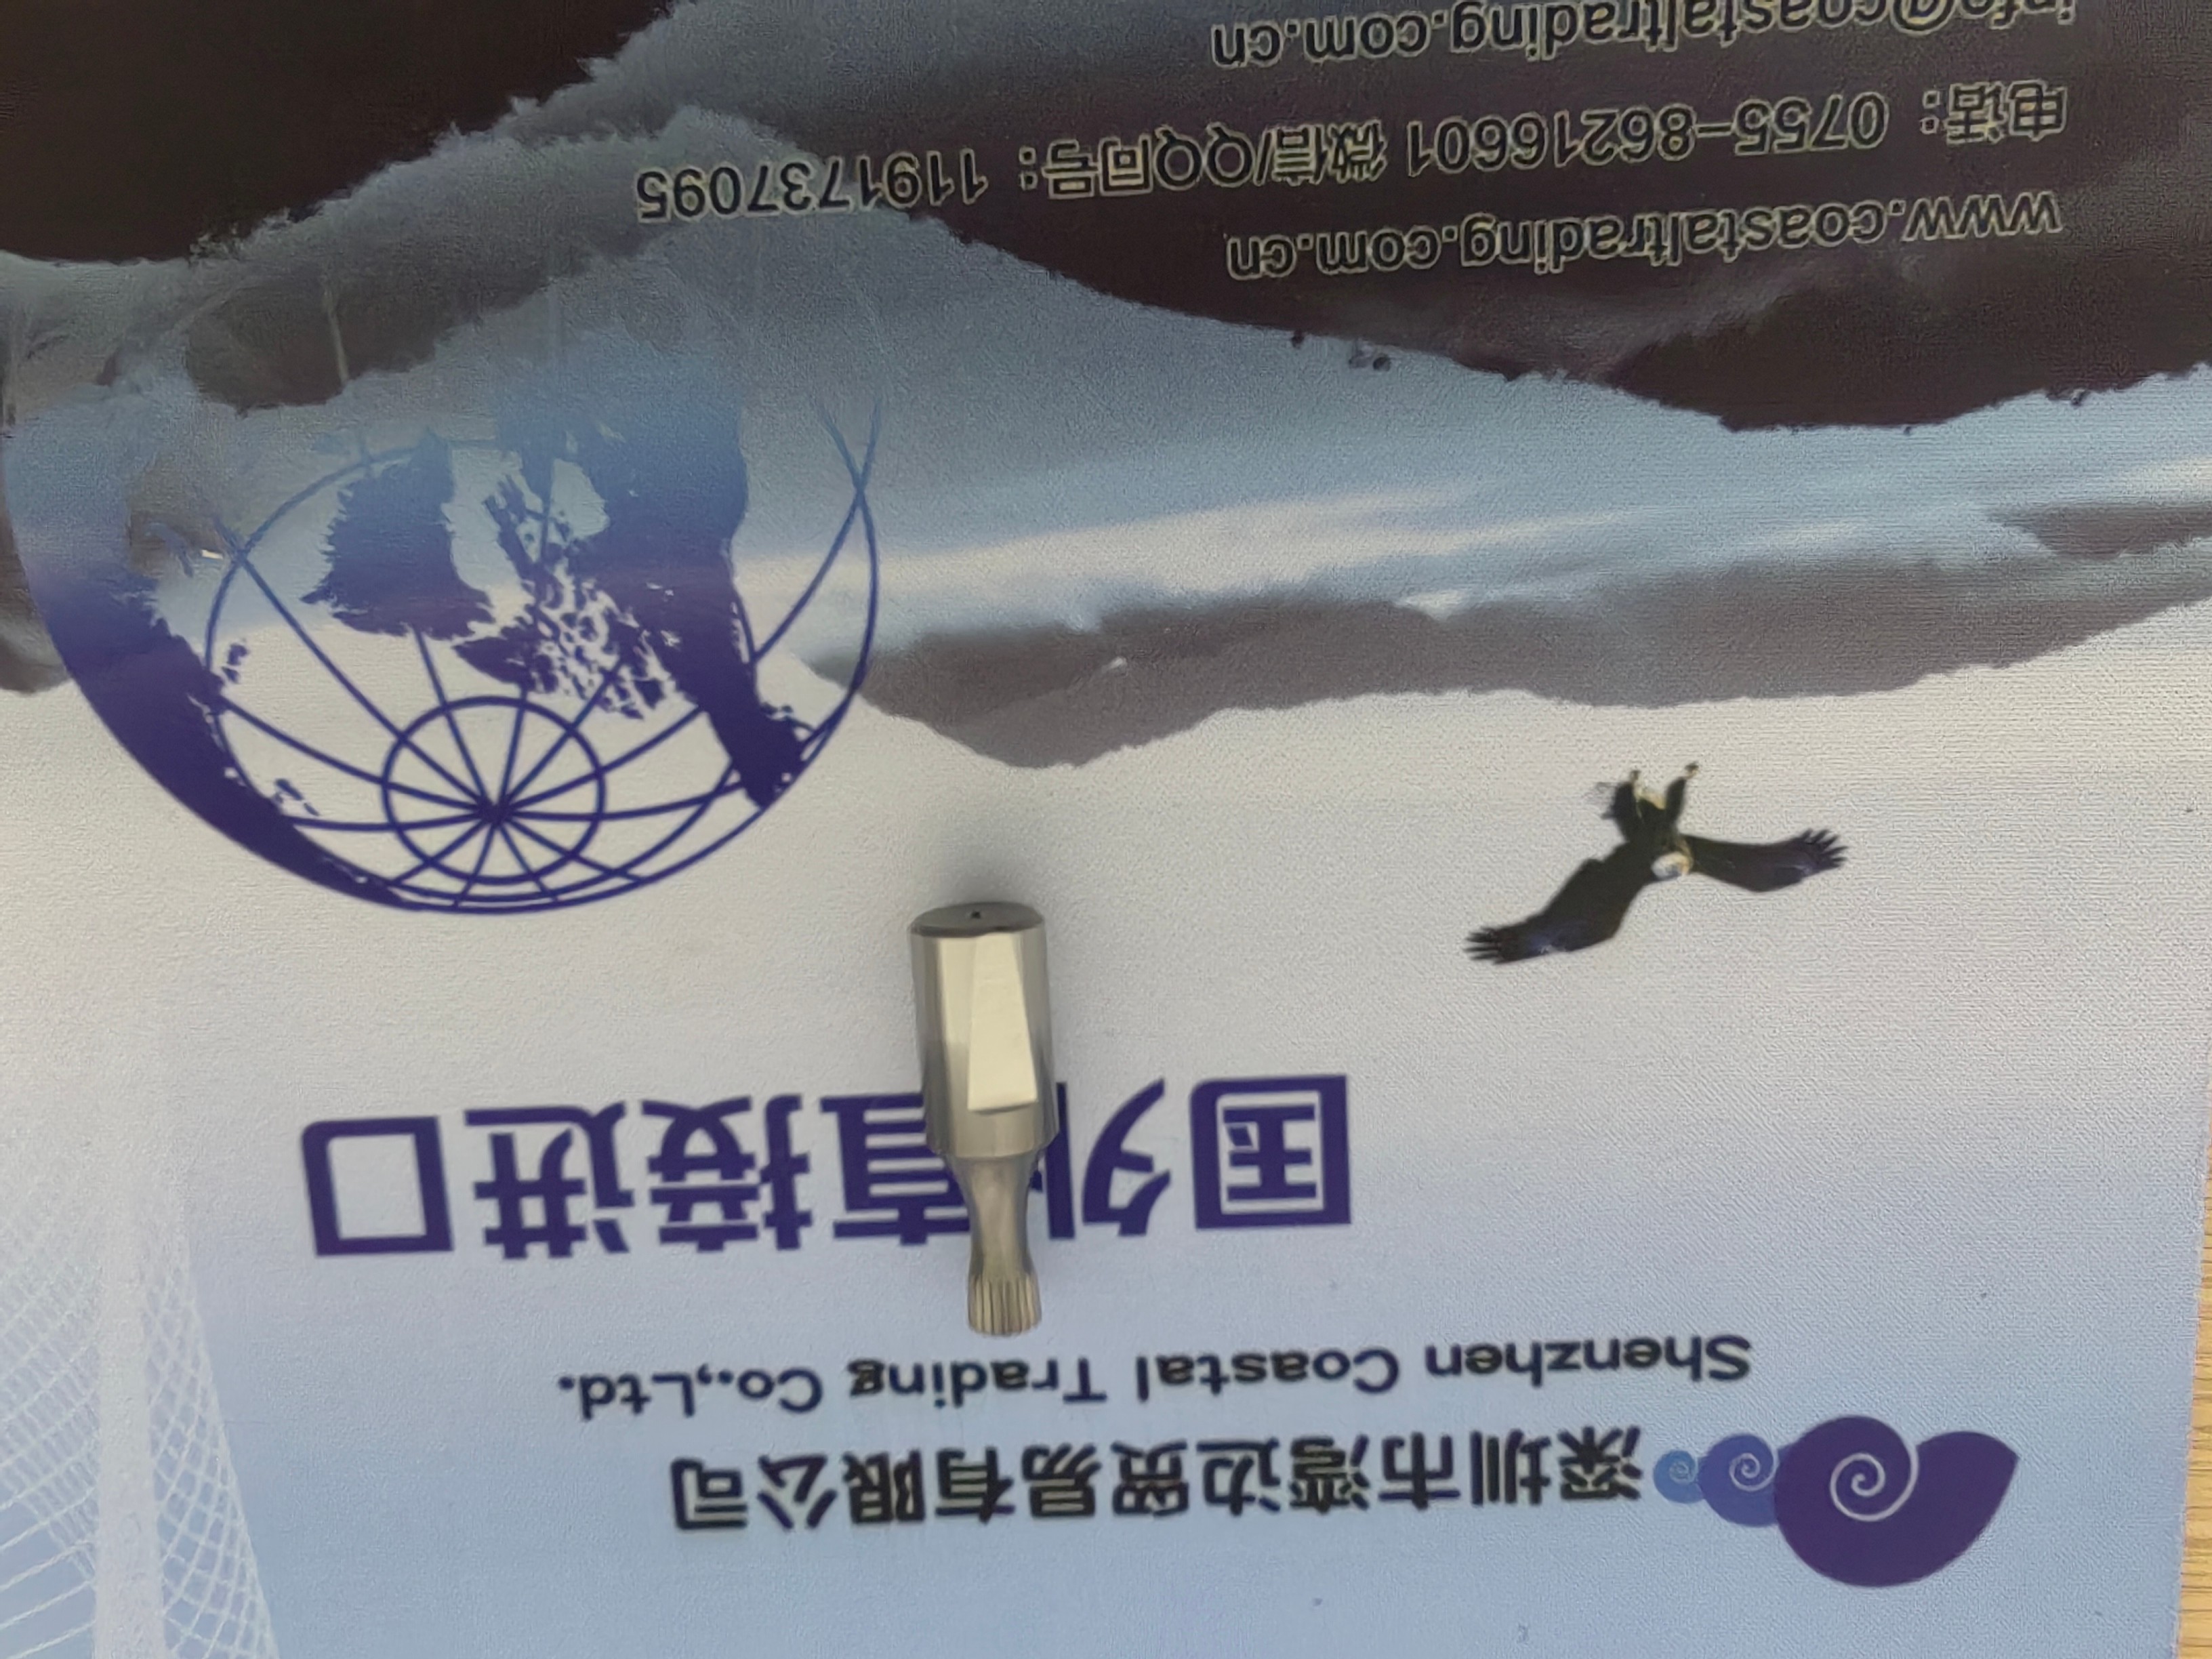 深圳市湾边贸易有限公司
Shenzhen Coastal Trading Co.,Ltd.
国外直接进口
www.coastaltrading.com.cn
电话：0755-86216601 微信/QQ同号：1191737095
info@coastaltrading.com.cn